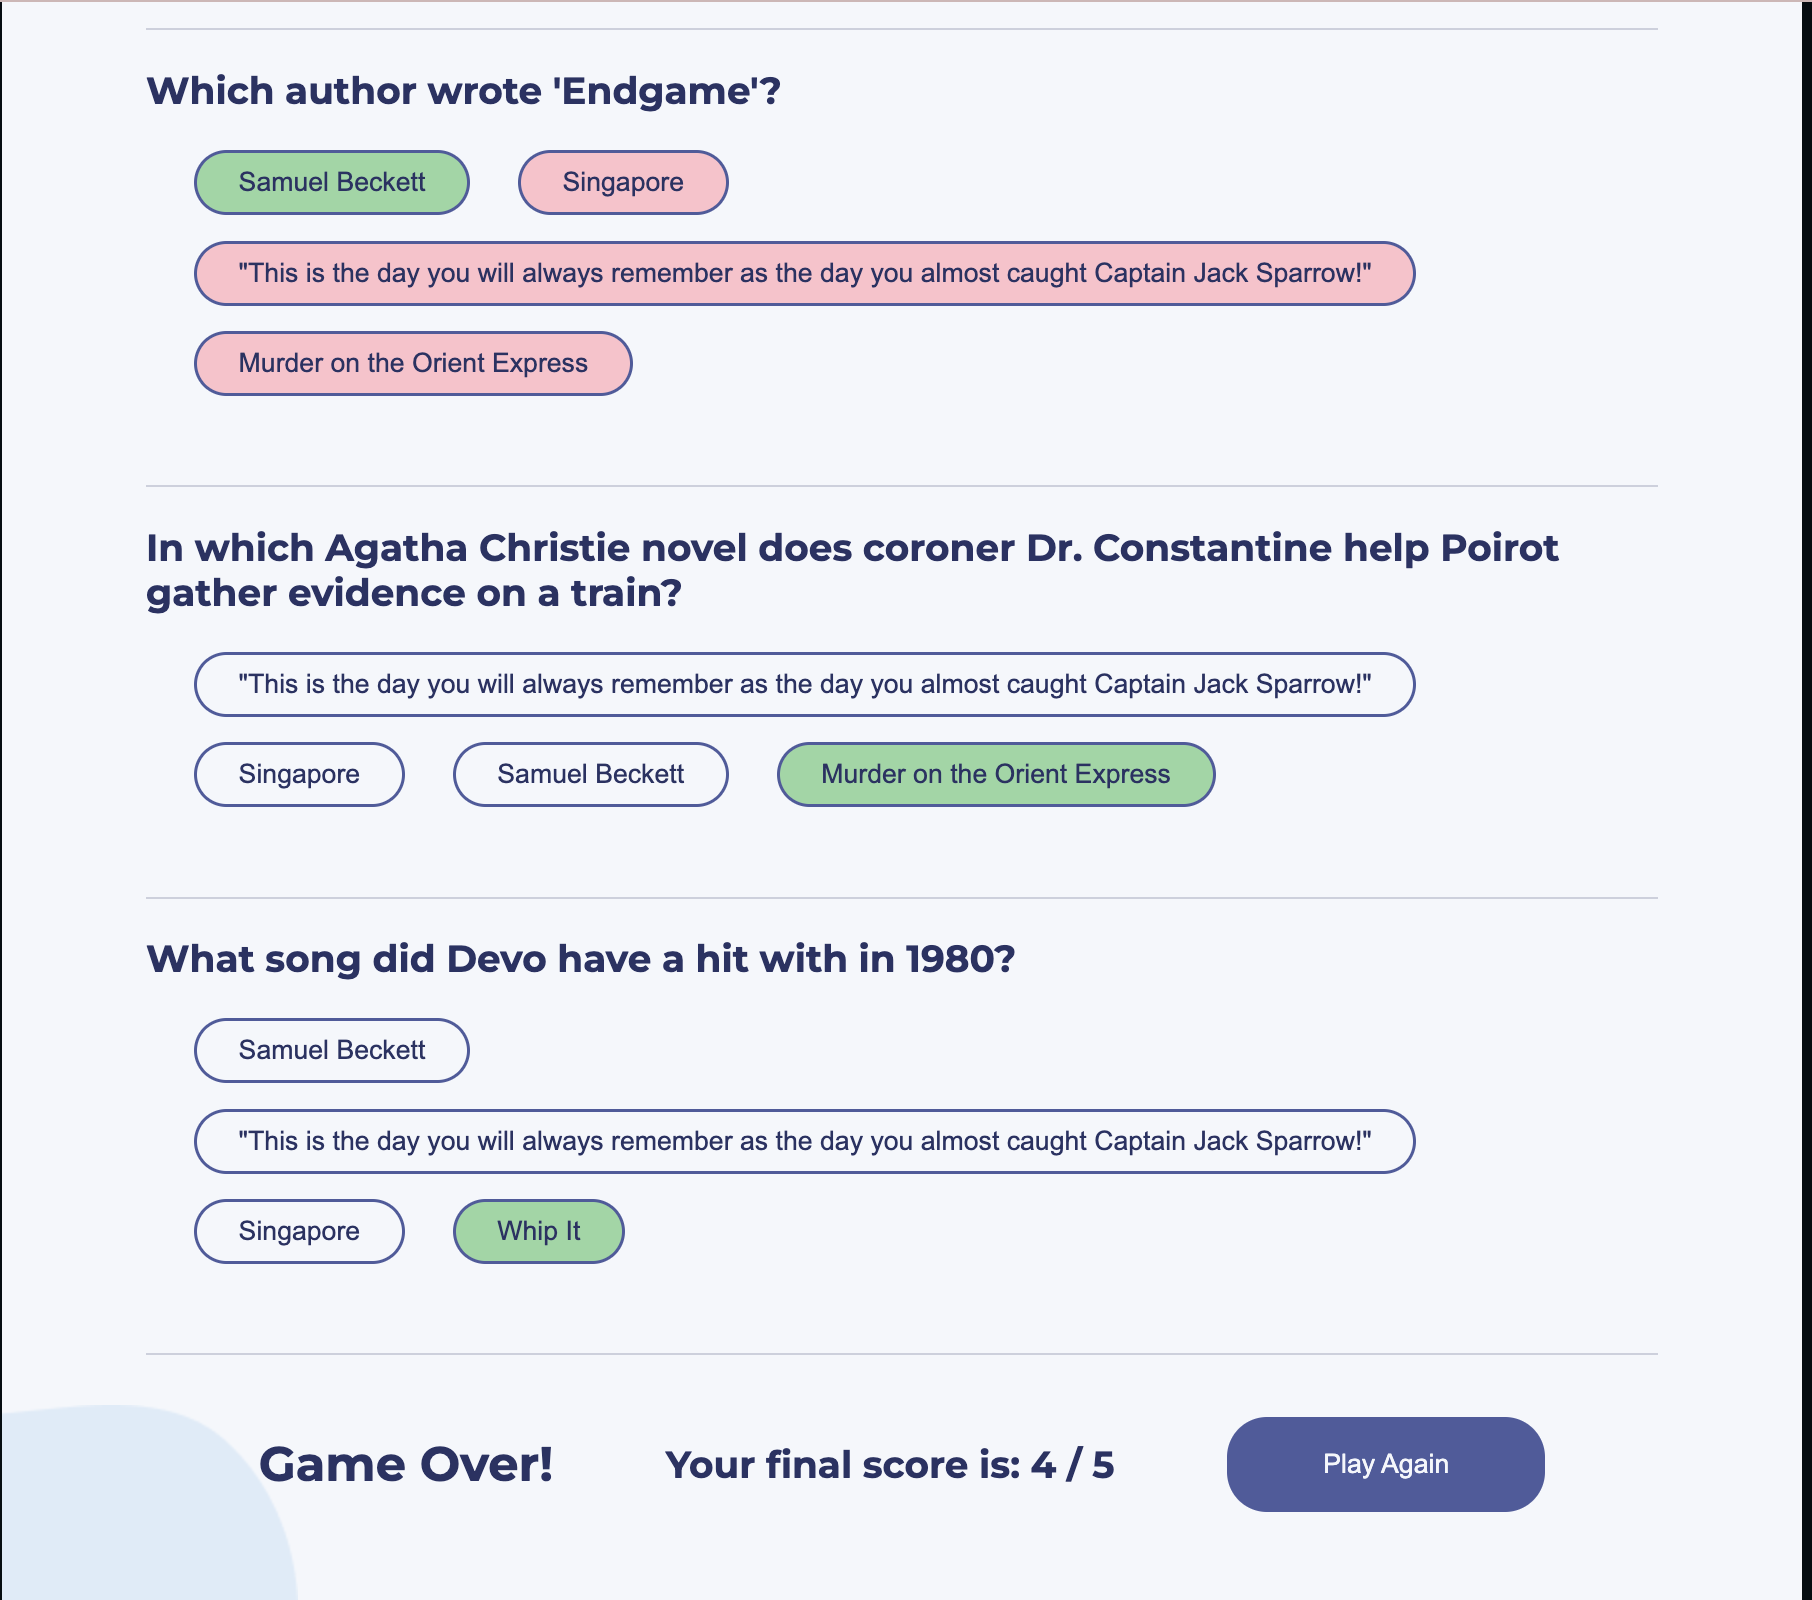 Which author wrote 'Endgame'?
Samuel Beckett
Singapore
"This is the day you will always remember as the day you almost caught Captain Jack Sparrow!"
Murder on the Orient Express
In which Agatha Christie novel does coroner Dr. Constantine help Poirot
gather evidence on a train?
"This is the day you will always remember as the day you almost caught Captain Jack Sparrow!"
Singapore
Samuel Beckett
Murder on the Orient Express
What song did Devo have a hit with in 1980?
Samuel Beckett
"This is the day you will always remember as the day you almost caught Captain Jack Sparrow!"
Singapore
Whip It
Game Over!
Your final score is: 4 / 5
Play Again